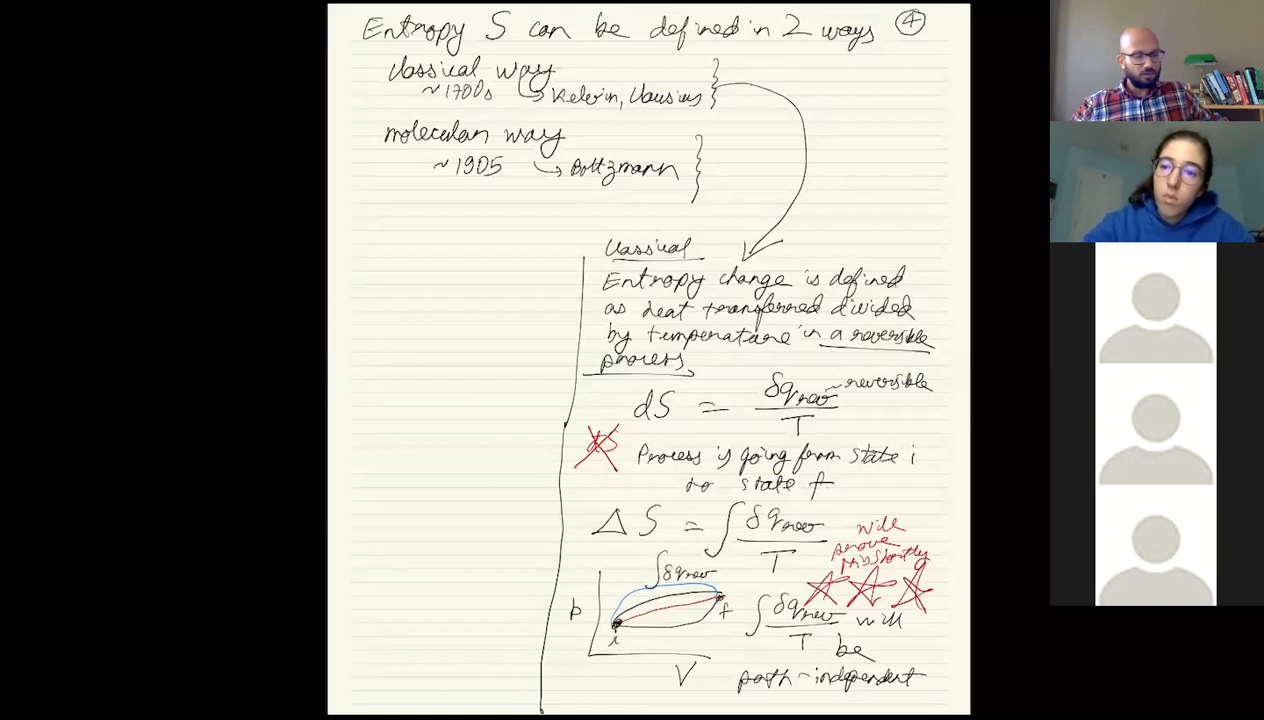 Entropy S can be defined in 2 ways ④
Classical way
~1700s ↳ Kelvin, Clausius
molecular way
~1905 ↳ Boltzmann
Classical
Entropy change is defined
as heat transferred divided
by temperature in a reversible
process.
dS = δq_rev / T ~reversible
Process is going from state i
to state f
Δ S = ∫ δq_rev / T
will
prove
this shortly
∫δq_rev
p
i
f
V
∫ δq_rev / T will
be
path-independent